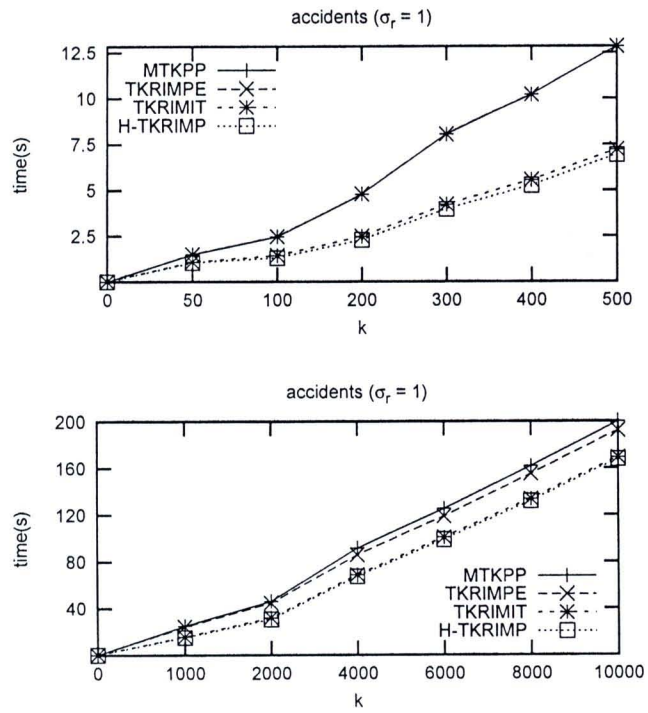 accidents (σr = 1)
12.5
10
7.5
5
2.5
MTKPP
TKRIMPE
TKRIMIT
H-TKRIMP
time(s)
0 50 100 200 300 400 500
k
accidents (σr = 1)
200
160
120
80
40
time(s)
MTKPP
TKRIMPE
TKRIMIT
H-TKRIMP
0 1000 2000 4000 6000 8000 10000
k